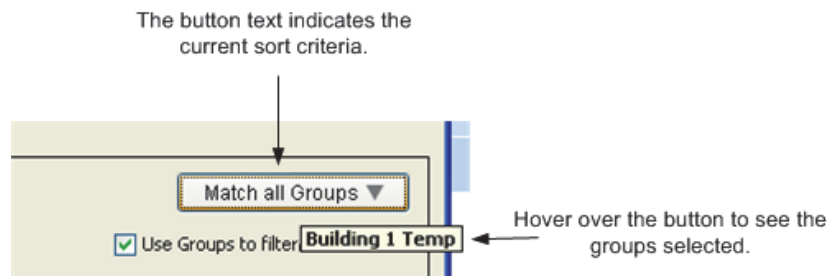 The button text indicates the
current sort criteria.
Match all Groups ▼
Use Groups to filter
Building 1 Temp
Hover over the button to see the
groups selected.